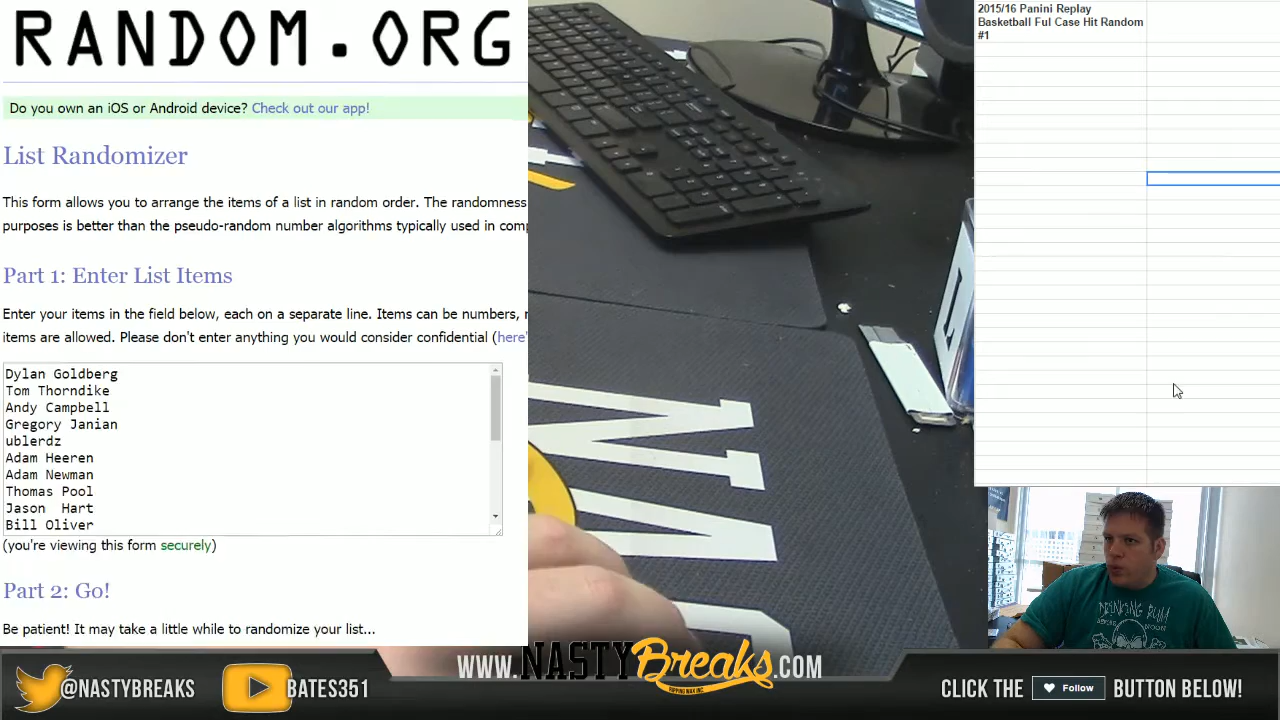 RANDOM.ORG
Do you own an iOS or Android device? Check out our app!
List Randomizer
This form allows you to arrange the items of a list in random order. The randomness
purposes is better than the pseudo-random number algorithms typically used in com
Part 1: Enter List Items
Enter your items in the field below, each on a separate line. Items can be numbers,
items are allowed. Please don't enter anything you would consider confidential (here'
Dylan Goldberg
Tom Thorndike
Andy Campbell
Gregory Janian
ublerdz
Adam Heeren
Adam Newman
Thomas Pool
Jason Hart
Bill Oliver
(you're viewing this form securely)
Part 2: Go!
Be patient! It may take a little while to randomize your list...
2015/16 Panini Replay
Basketball Ful Case Hit Random
#1
L
NAS
DRINKING BULL
@NASTYBREAKS
BATES351
WWW.NASTYBreaks.COM
RIPPING WAX INC.
CLICK THE Follow BUTTON BELOW!